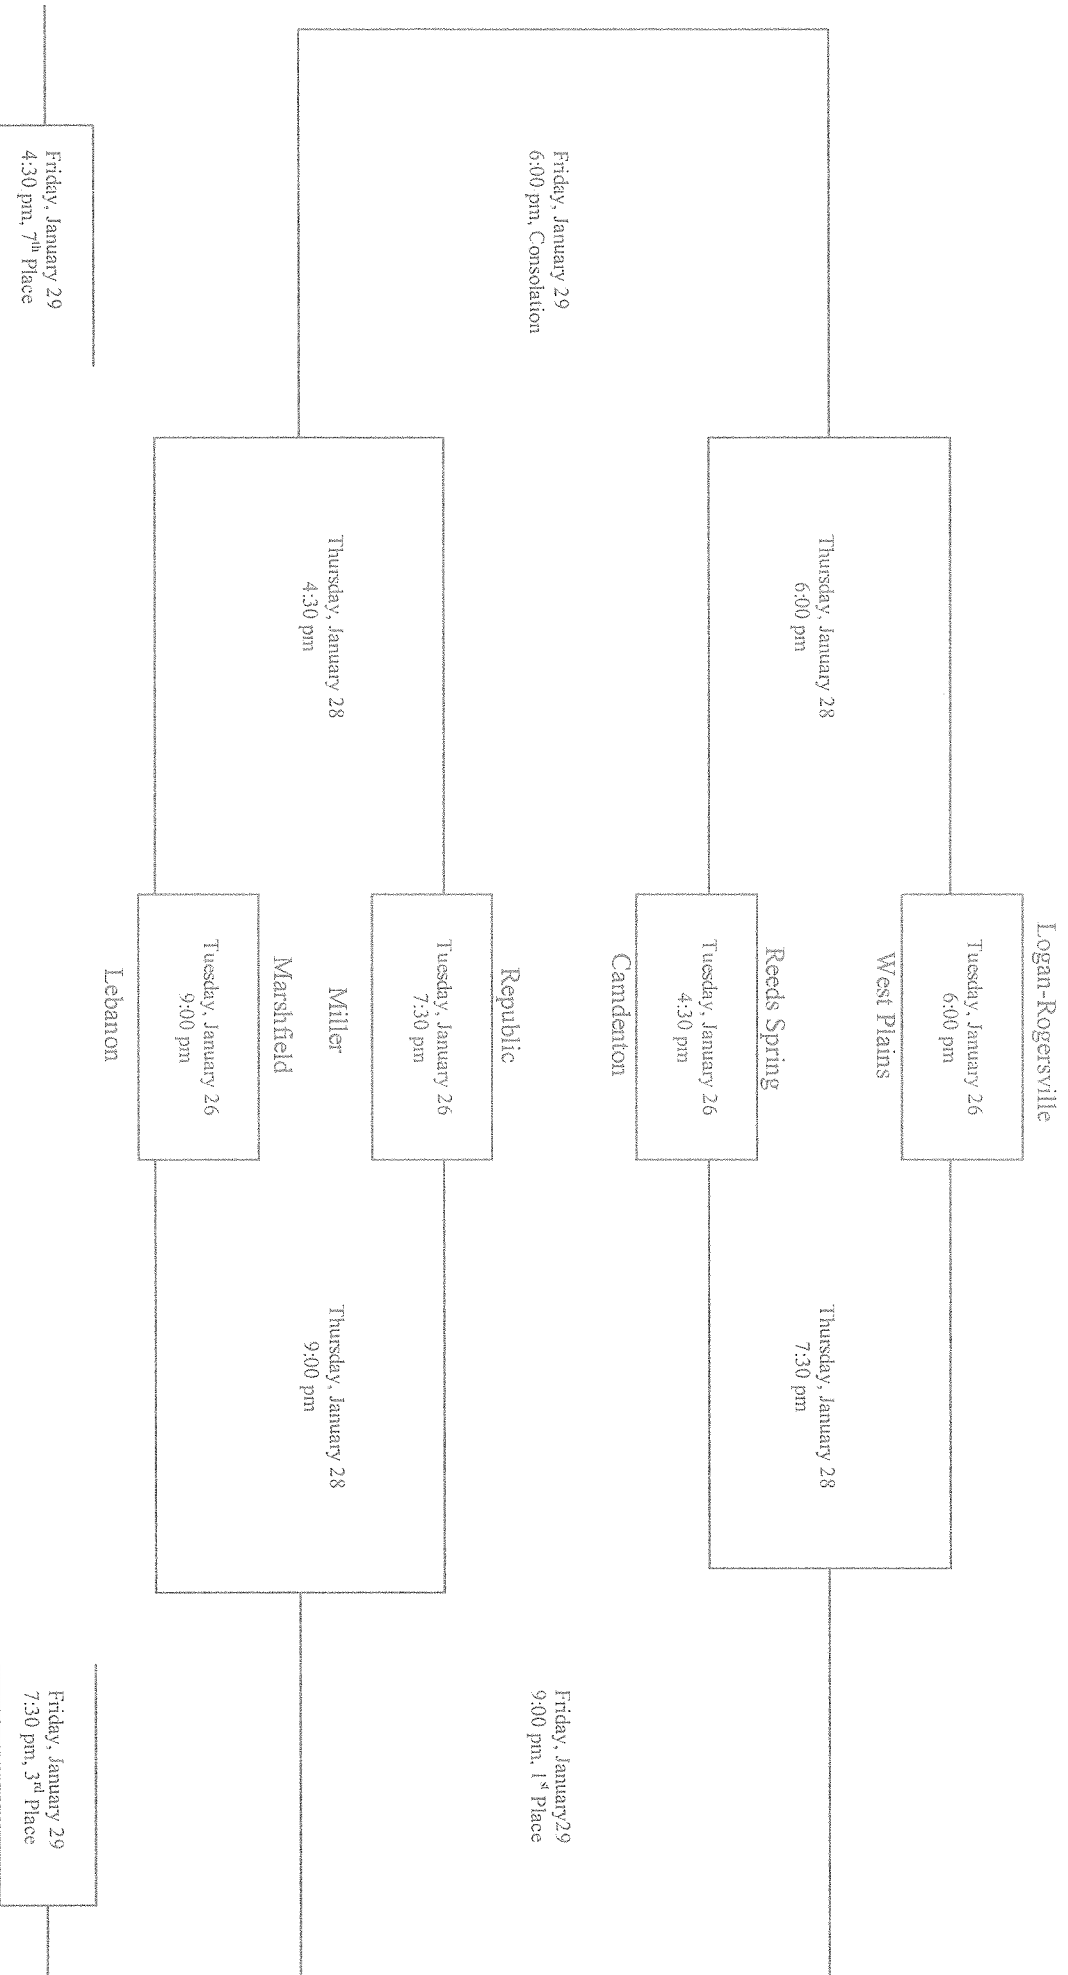 Logan-Rogersville
Tuesday, January 26
6:00 pm
West Plains
Thursday, January 28
6:00 pm
Thursday, January 28
7:30 pm
Reeds Spring
Tuesday, January 26
4:30 pm
Camdenton
Friday, January 29
6:00 pm, Consolation
Friday, January29
9:00 pm, 1st Place
Republic
Tuesday, January 26
7:30 pm
Miller
Thursday, January 28
4:30 pm
Thursday, January 28
9:00 pm
Marshfield
Tuesday, January 26
9:00 pm
Lebanon
Friday, January 29
4:30 pm, 7th Place
Friday, January 29
7:30 pm, 3rd Place